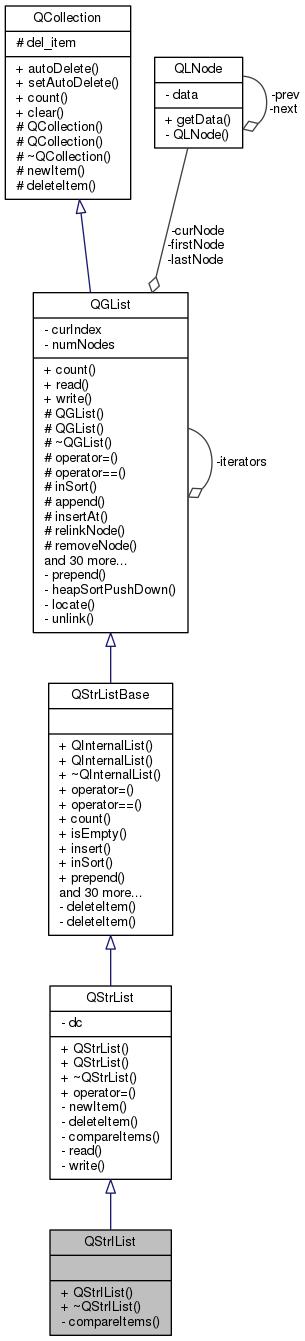 QCollection
# del_item
+ autoDelete()
+ setAutoDelete()
+ count()
+ clear()
# QCollection()
# QCollection()
# ~QCollection()
# newItem()
# deleteItem()
QLNode
- data
+ getData()
- QLNode()
-prev
-next
-curNode
-firstNode
-lastNode
QGList
- curIndex
- numNodes
+ count()
+ read()
+ write()
# QGList()
# QGList()
# ~QGList()
# operator=()
# operator==()
# inSort()
# append()
# insertAt()
# relinkNode()
# removeNode()
and 30 more...
- prepend()
- heapSortPushDown()
- locate()
- unlink()
-iterators
QStrListBase
+ QInternalList()
+ QInternalList()
+ ~QInternalList()
+ operator=()
+ operator==()
+ count()
+ isEmpty()
+ insert()
+ inSort()
+ prepend()
and 30 more...
- deleteItem()
- deleteItem()
QStrList
- dc
+ QStrList()
+ QStrList()
+ ~QStrList()
+ operator=()
- newItem()
- deleteItem()
- compareItems()
- read()
- write()
QStrIList
+ QStrIList()
+ ~QStrIList()
- compareItems()